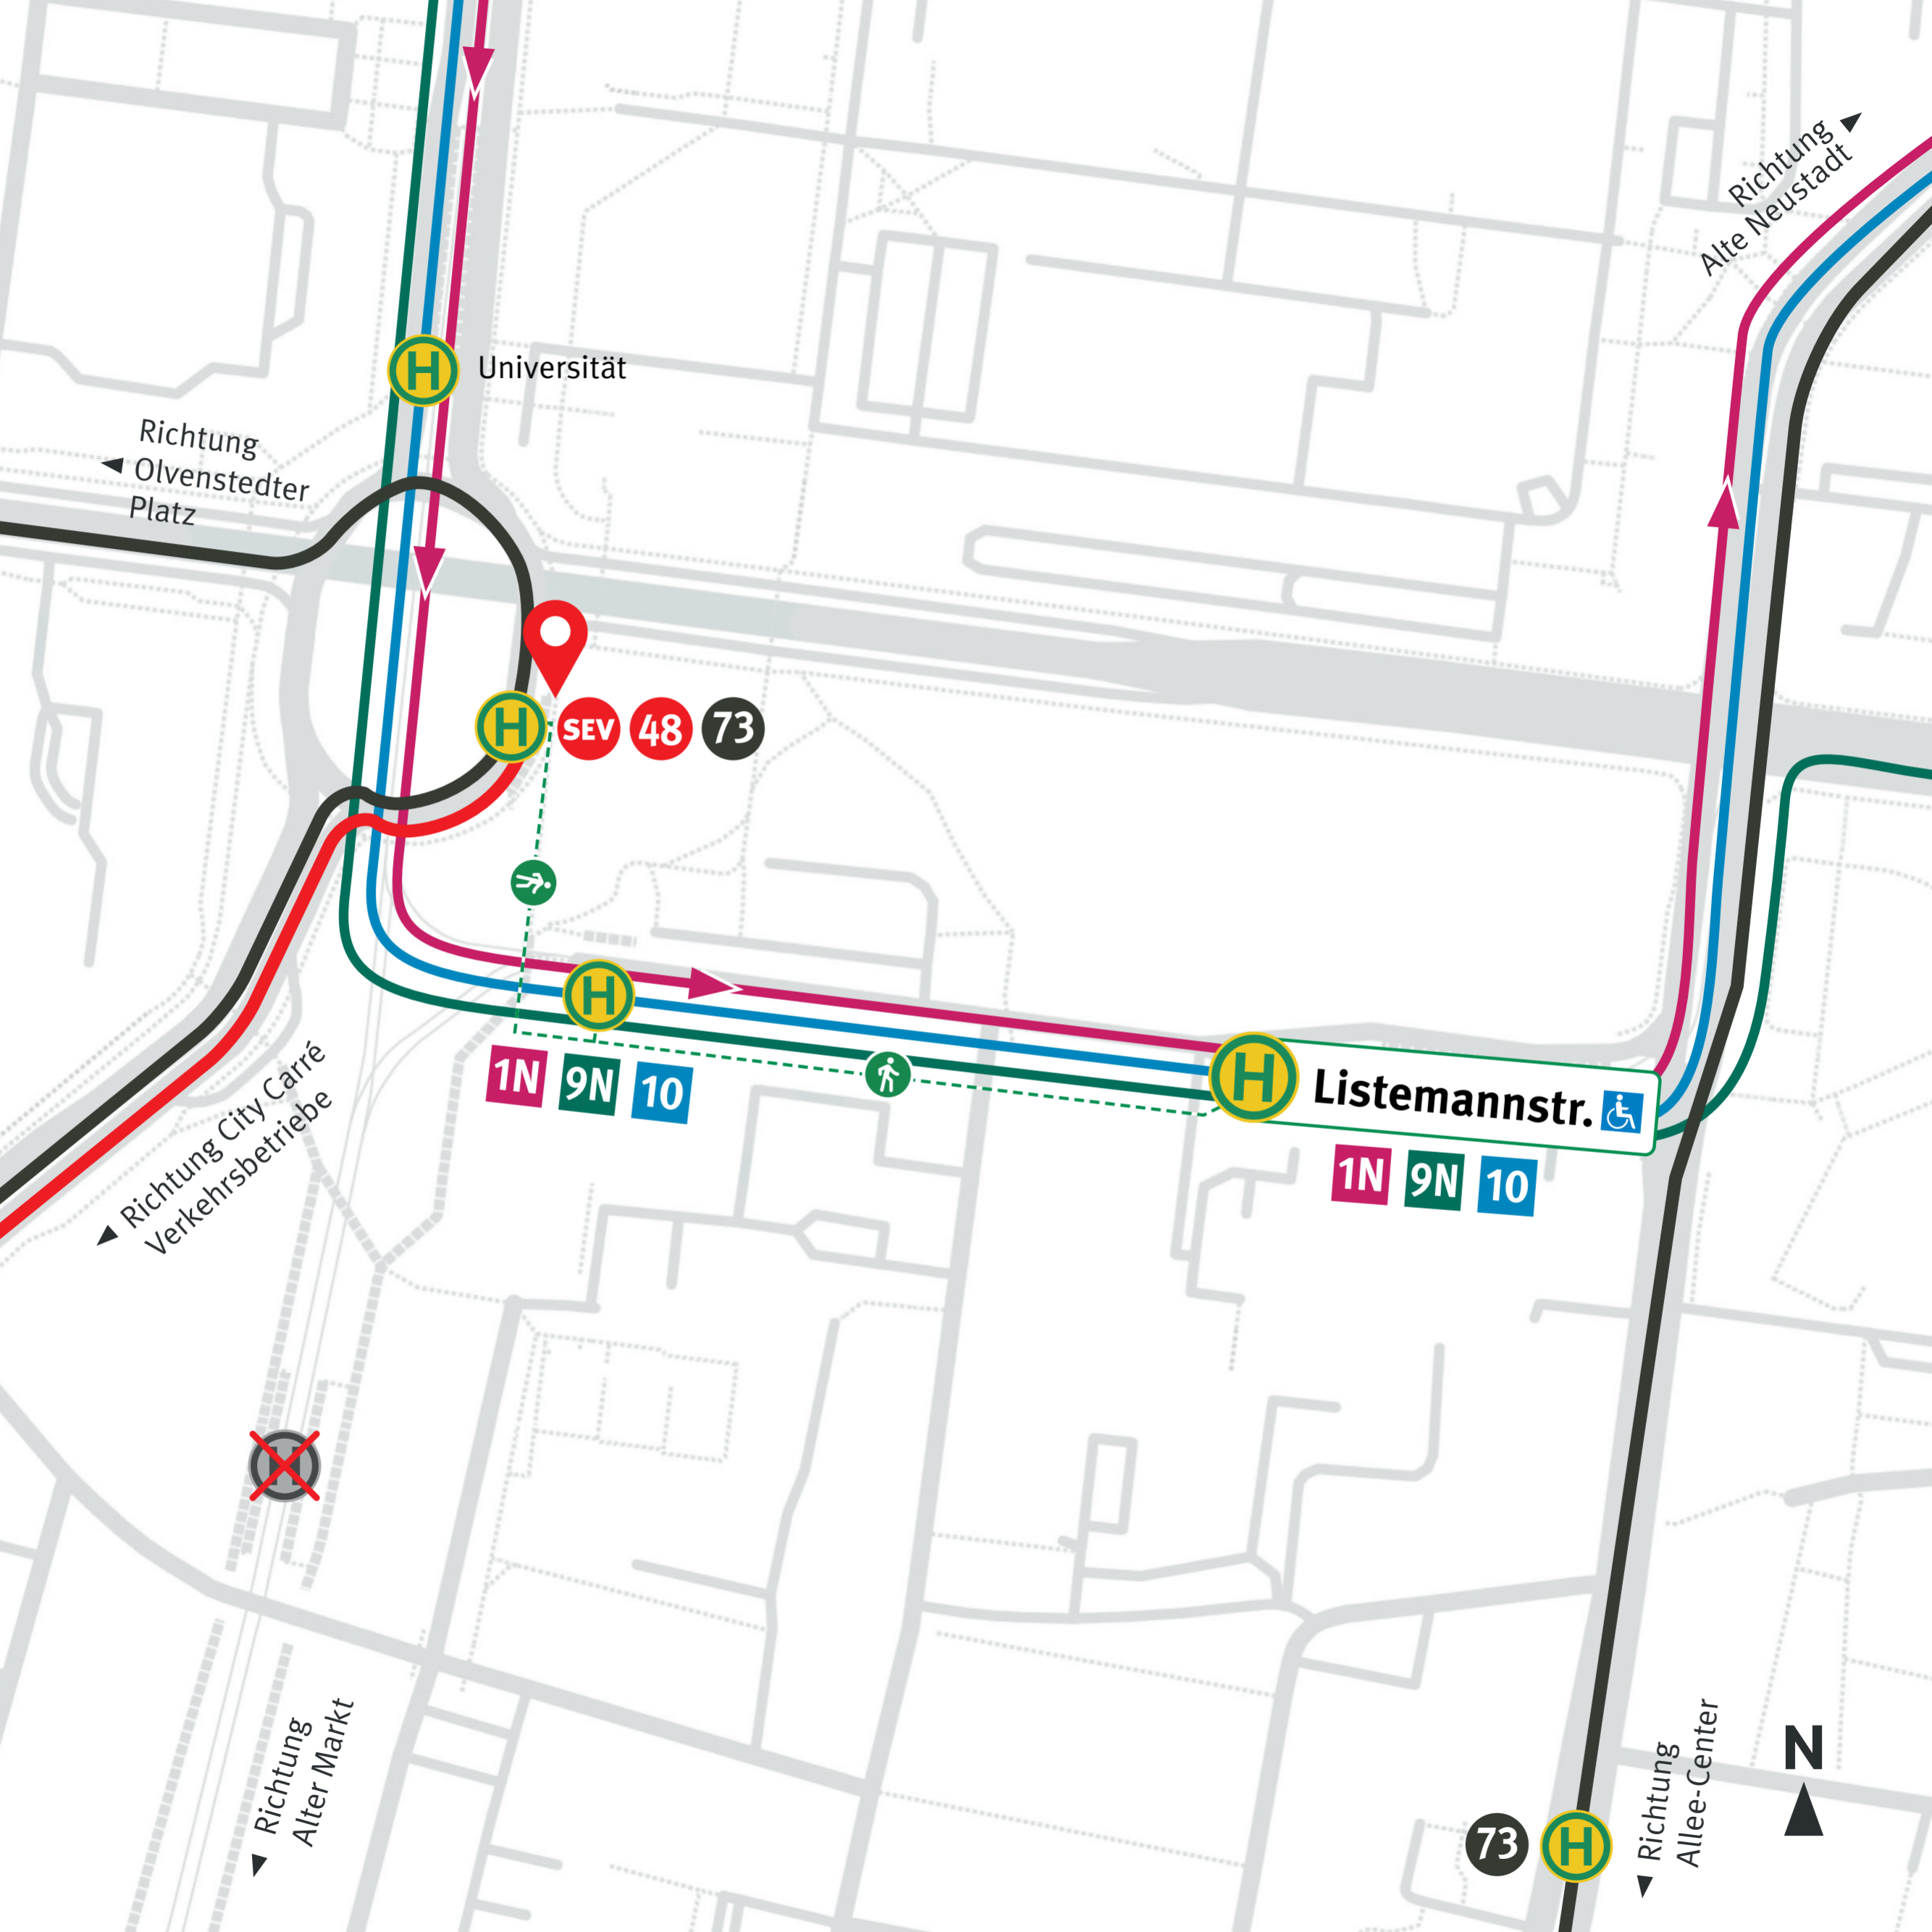 Richtung
Alte Neustadt
H
Universität
Richtung
Olvenstedter
Platz
H
SEV
48
73
H
1N
9N
10
H
Listemannstr.
1N
9N
10
Richtung City Carré
Verkehrsbetriebe
H
Richtung
Alter Markt
N
73
H
Richtung
Allee-Center